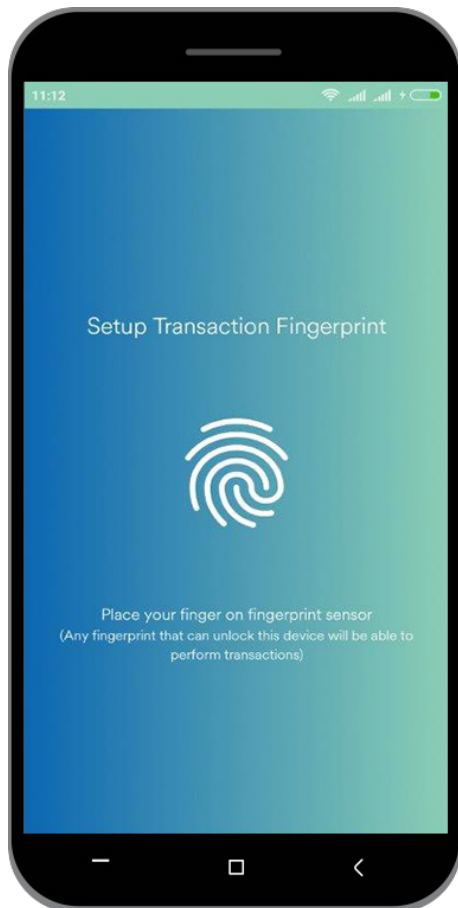 11:12
Setup Transaction Fingerprint
Place your finger on fingerprint sensor
(Any fingerprint that can unlock this device will be able to
perform transactions)